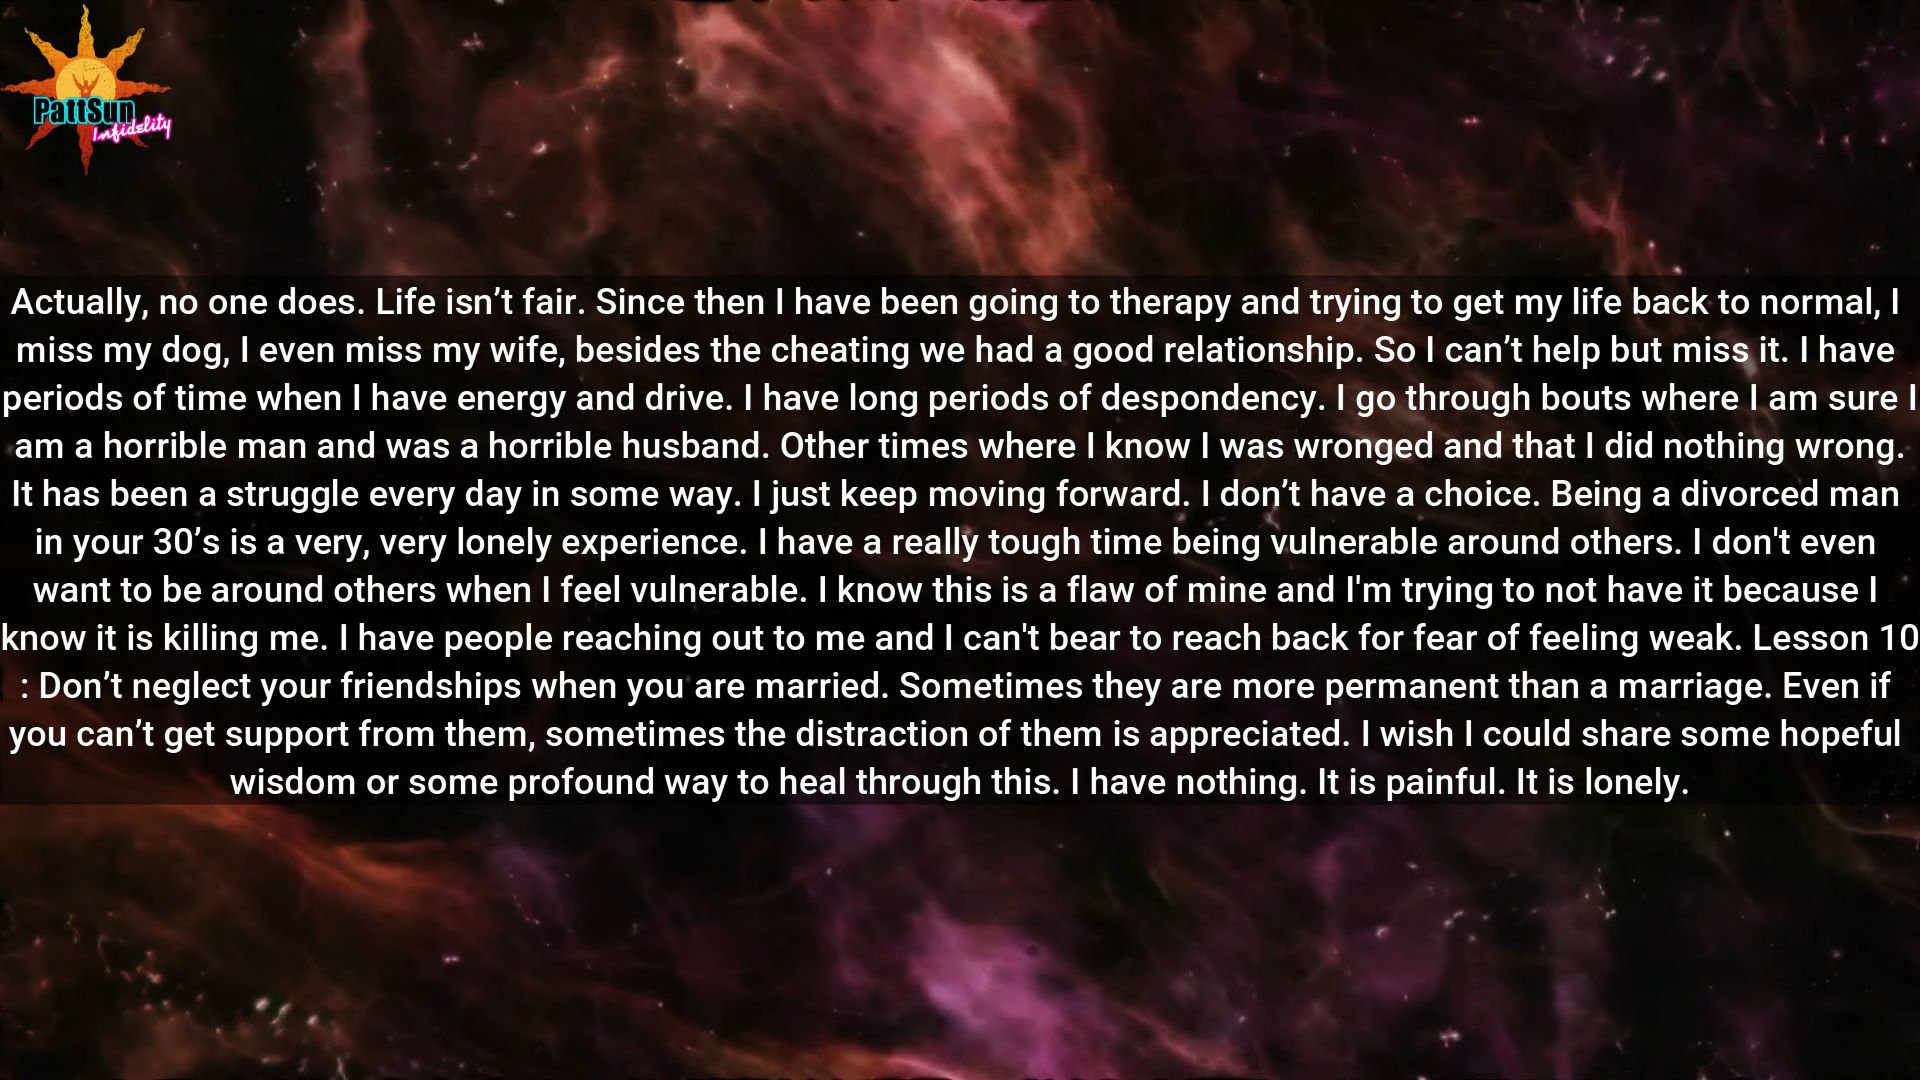 PattSun
Infidelity
Actually, no one does. Life isn’t fair. Since then I have been going to therapy and trying to get my life back to normal, I
miss my dog, I even miss my wife, besides the cheating we had a good relationship. So I can’t help but miss it. I have
periods of time when I have energy and drive. I have long periods of despondency. I go through bouts where I am sure I
am a horrible man and was a horrible husband. Other times where I know I was wronged and that I did nothing wrong.
It has been a struggle every day in some way. I just keep moving forward. I don’t have a choice. Being a divorced man
in your 30’s is a very, very lonely experience. I have a really tough time being vulnerable around others. I don't even
want to be around others when I feel vulnerable. I know this is a flaw of mine and I'm trying to not have it because I
know it is killing me. I have people reaching out to me and I can't bear to reach back for fear of feeling weak. Lesson 10
: Don’t neglect your friendships when you are married. Sometimes they are more permanent than a marriage. Even if
you can’t get support from them, sometimes the distraction of them is appreciated. I wish I could share some hopeful
wisdom or some profound way to heal through this. I have nothing. It is painful. It is lonely.